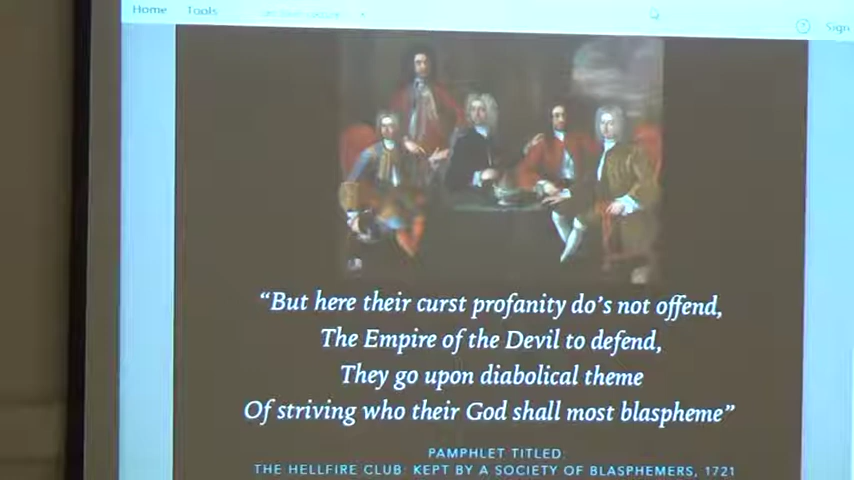 Home Tools
Sign
“But here their curst profanity do’s not offend,
The Empire of the Devil to defend,
They go upon diabolical theme
Of striving who their God shall most blaspheme”
PAMPHLET TITLED:
THE HELLFIRE CLUB: KEPT BY A SOCIETY OF BLASPHEMERS, 1721